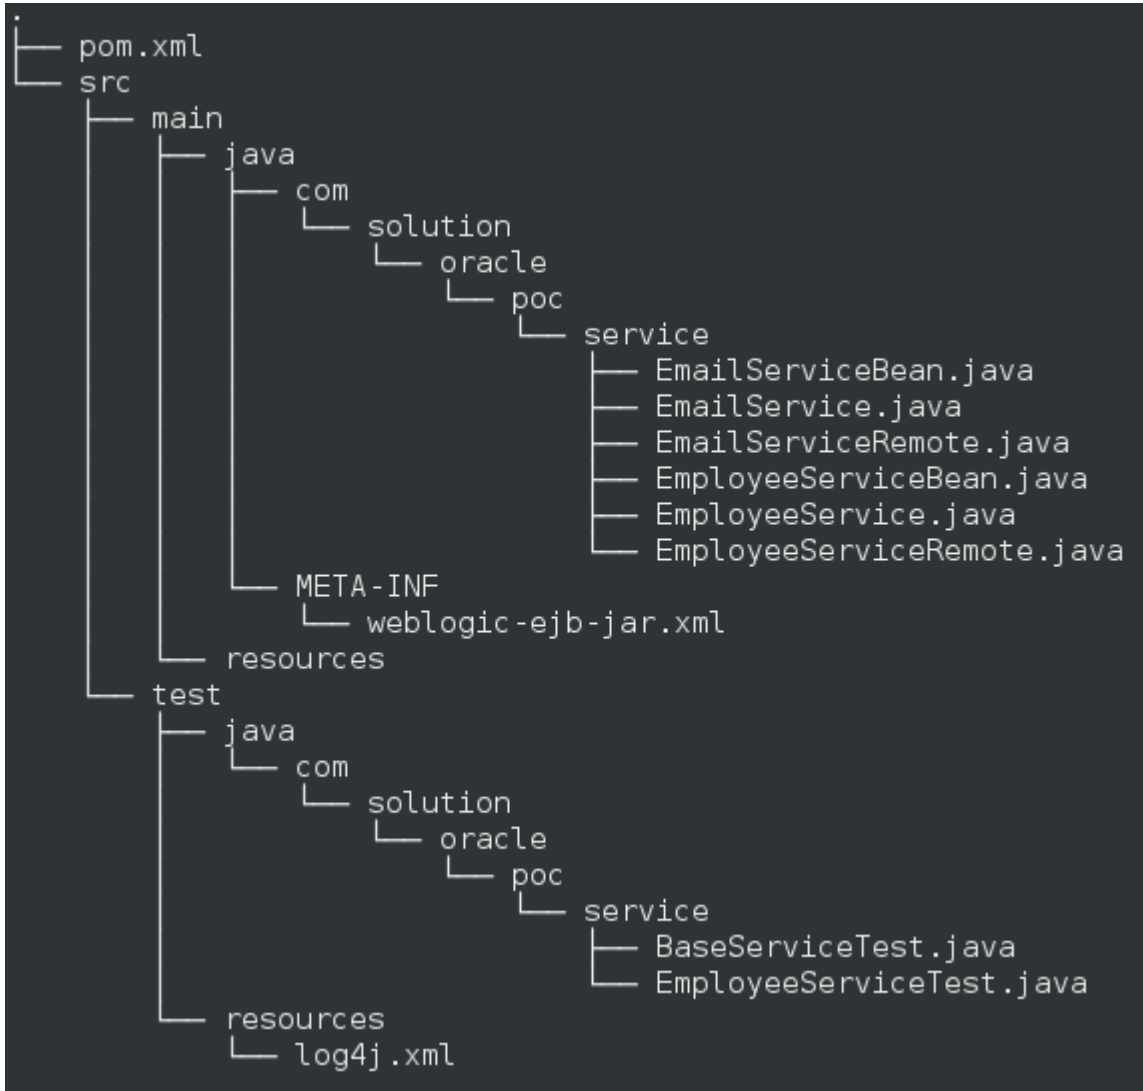 .
├── pom.xml
└── src
    ├── main
    │   ├── java
    │   │   ├── com
    │   │   │   └── solution
    │   │   │       └── oracle
    │   │   │           └── poc
    │   │   │               └── service
    │   │   │                   ├── EmailServiceBean.java
    │   │   │                   ├── EmailService.java
    │   │   │                   ├── EmailServiceRemote.java
    │   │   │                   ├── EmployeeServiceBean.java
    │   │   │                   ├── EmployeeService.java
    │   │   │                   └── EmployeeServiceRemote.java
    │   │   └── META-INF
    │   │       └── weblogic-ejb-jar.xml
    │   └── resources
    └── test
        ├── java
        │   └── com
        │       └── solution
        │           └── oracle
        │               └── poc
        │                   └── service
        │                       ├── BaseServiceTest.java
        │                       └── EmployeeServiceTest.java
        └── resources
            └── log4j.xml